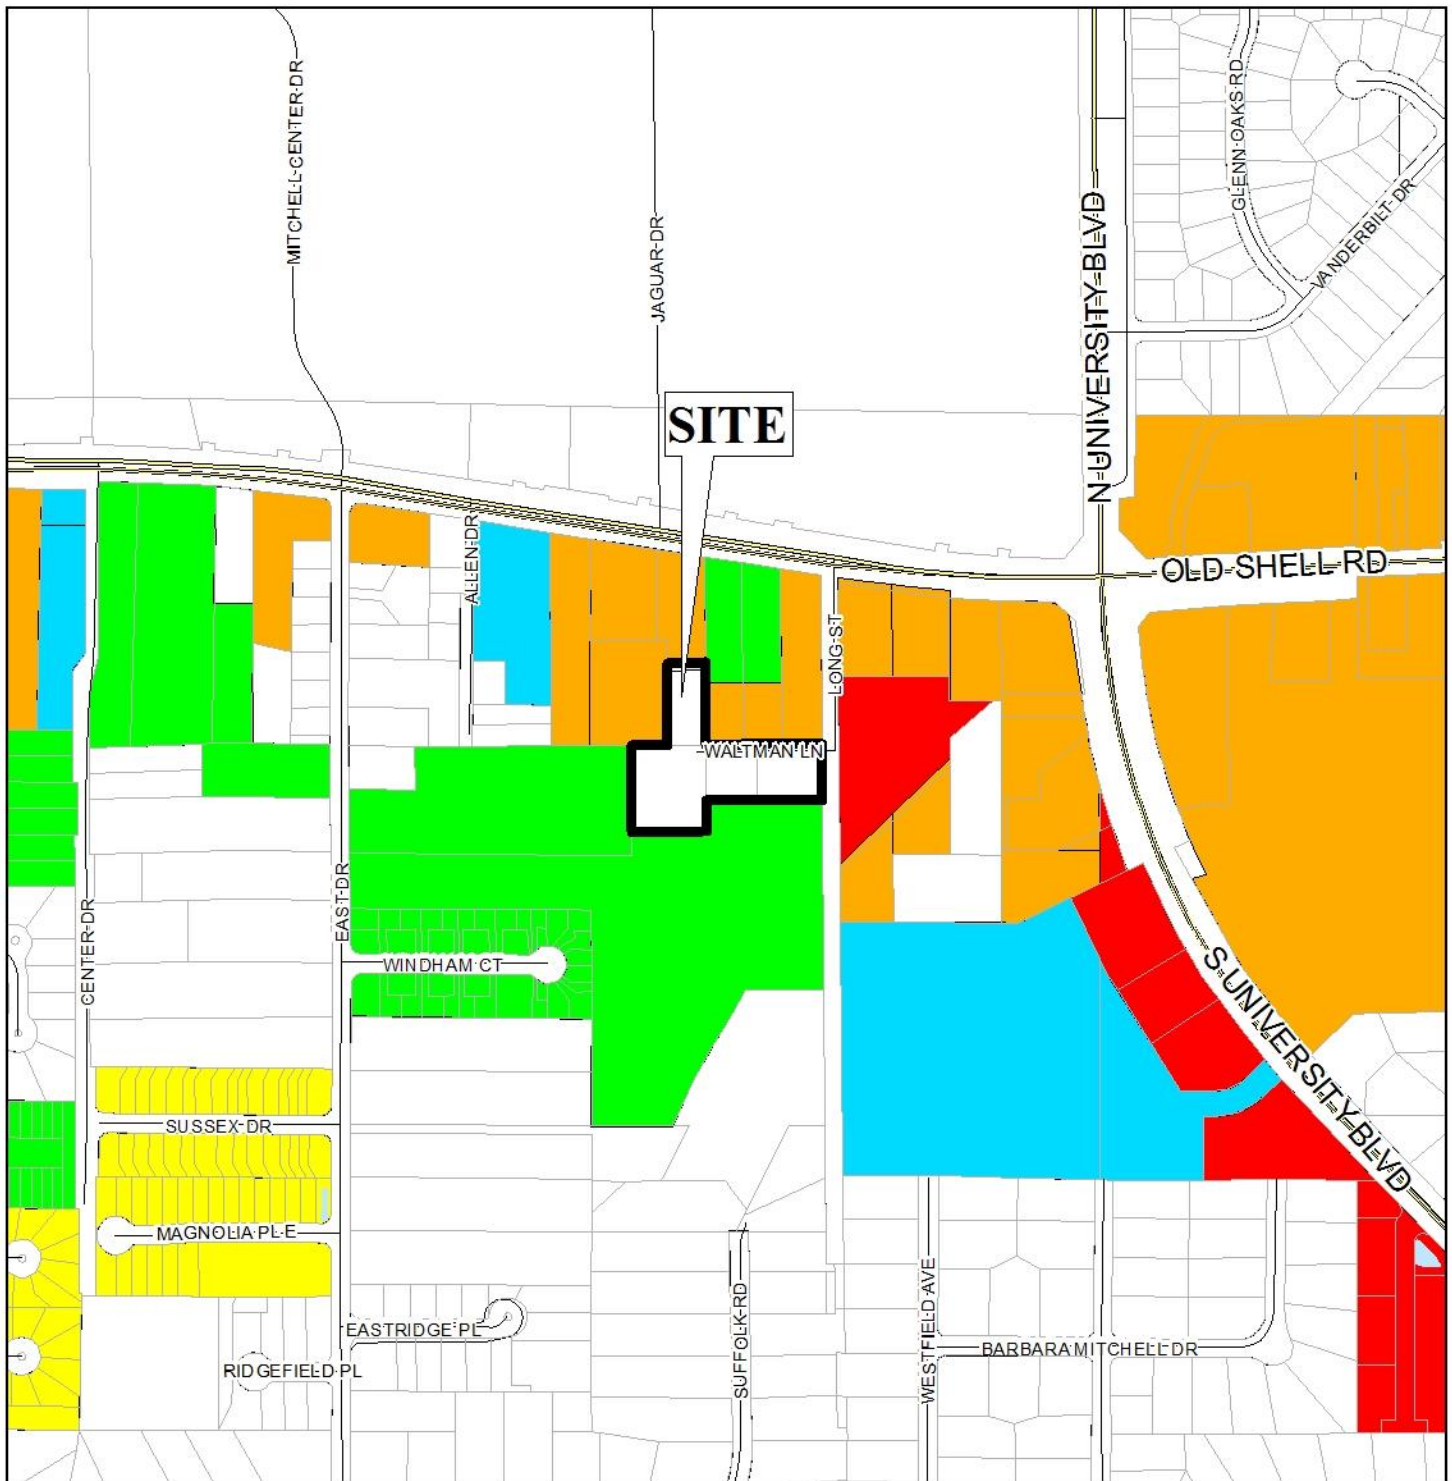 MITCHELL CENTER DR
JAGUAR DR
N UNIVERSITY BLVD
GLENN OAKS RD
VANDERBILT DR
SITE
ALLEN DR
OLD SHELL RD
LONG ST
WALTMAN LN
CENTER DR
EAST DR
WINDHAM CT
S UNIVERSITY BLVD
SUSSEX DR
MAGNOLIA PL E
EASTRIDGE PL
RIDGEFIELD PL
SUFFOLK RD
WESTFIELD AVE
BARBARA MITCHELL DR